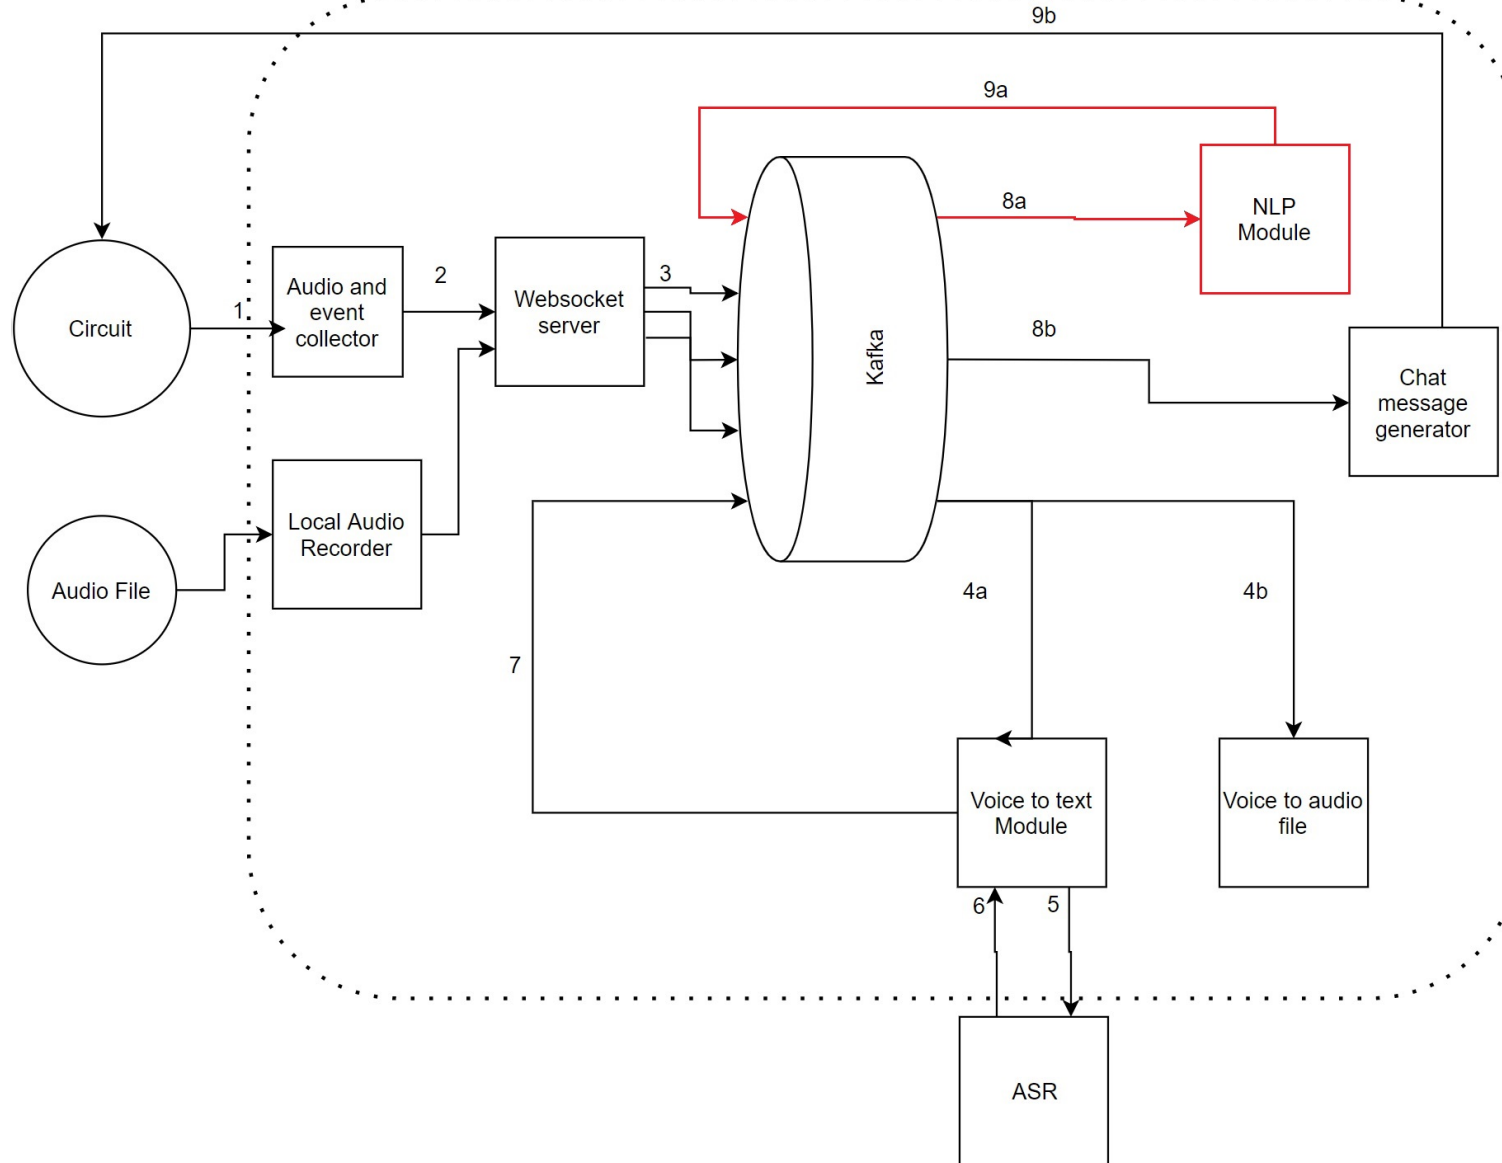 9b
9a
8a
NLP
Module
Circuit
1
Audio and
event
collector
2
Websocket
server
3
Kafka
8b
Chat
message
generator
Audio File
Local Audio
Recorder
4a
4b
7
Voice to text
Module
Voice to audio
file
6
5
ASR